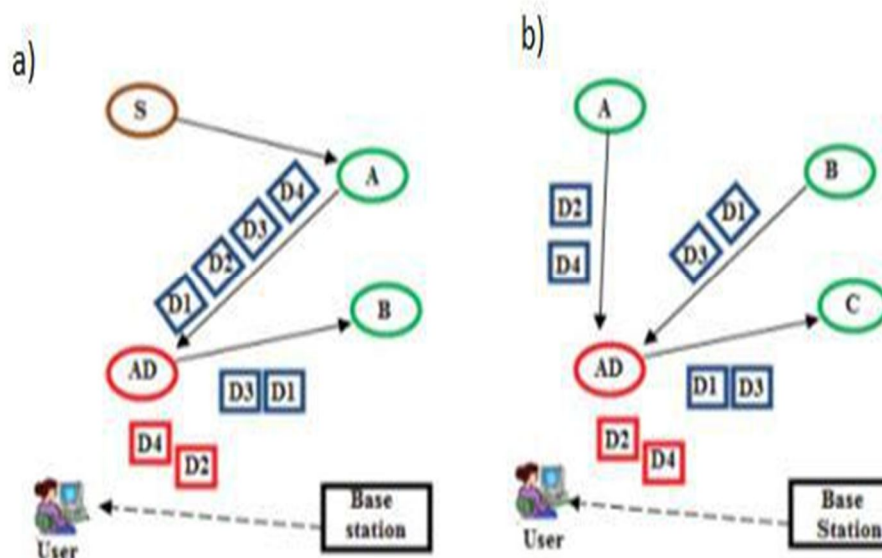 a)
S
A
D4
D3
D2
D1
B
AD
D3 D1
D4
D2
Base
station
User
b)
A
B
D2
D1
D4
D3
C
AD
D1 D3
D2
D4
Base
Station
User